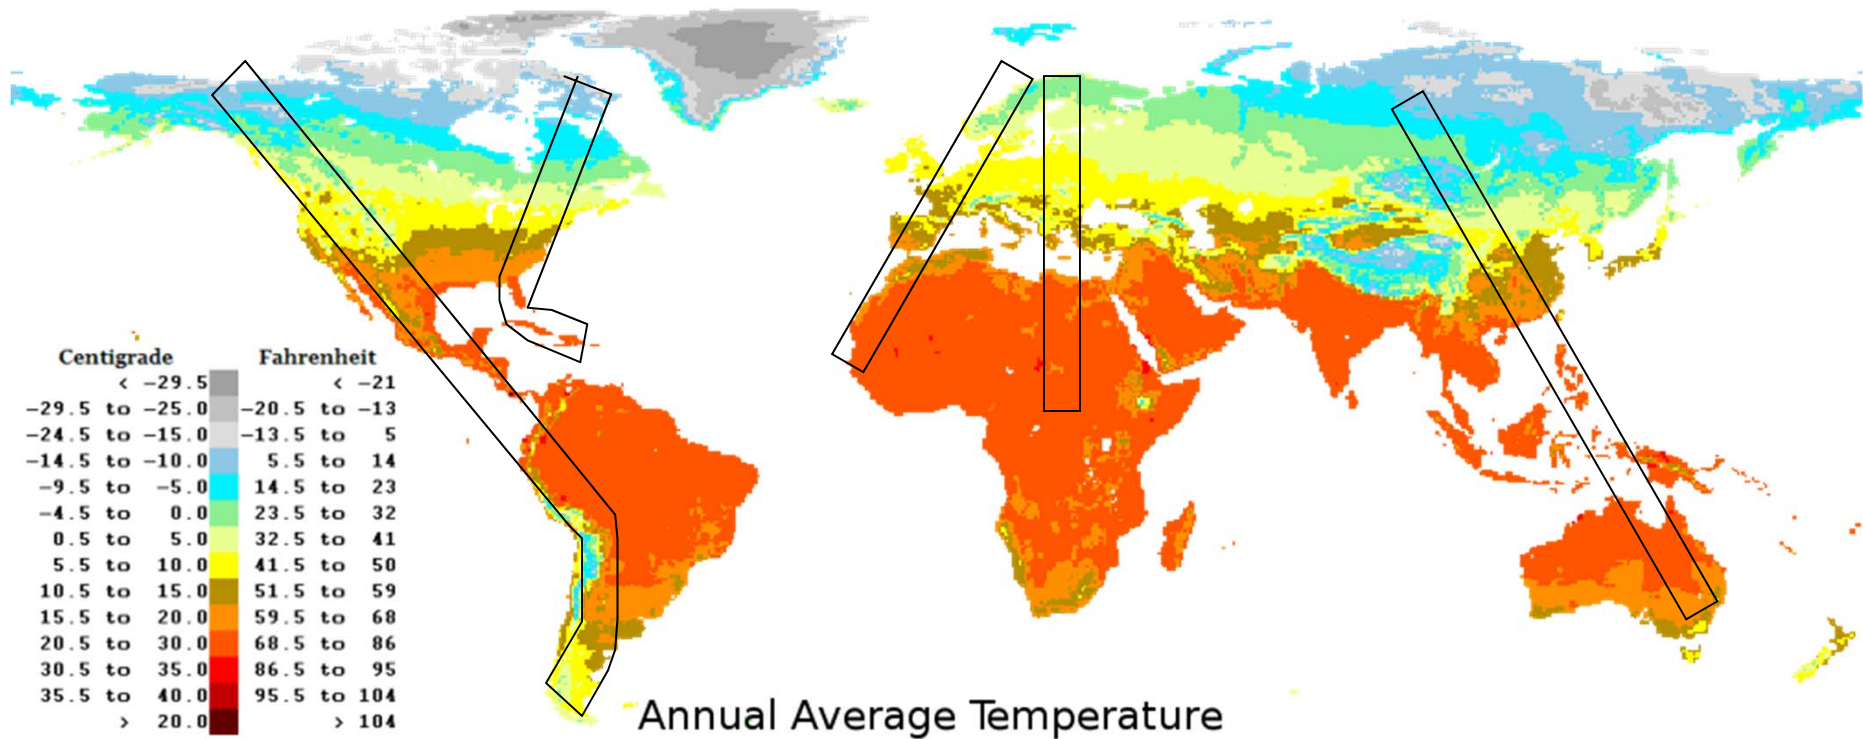 Centigrade Fahrenheit
< -29.5 < -21
-29.5 to -25.0 -20.5 to -13
-24.5 to -15.0 -13.5 to 5
-14.5 to -10.0 5.5 to 14
-9.5 to -5.0 14.5 to 23
-4.5 to 0.0 23.5 to 32
0.5 to 5.0 32.5 to 41
5.5 to 10.0 41.5 to 50
10.5 to 15.0 51.5 to 59
15.5 to 20.0 59.5 to 68
20.5 to 30.0 68.5 to 86
30.5 to 35.0 86.5 to 95
35.5 to 40.0 95.5 to 104
> 20.0 > 104
Annual Average Temperature